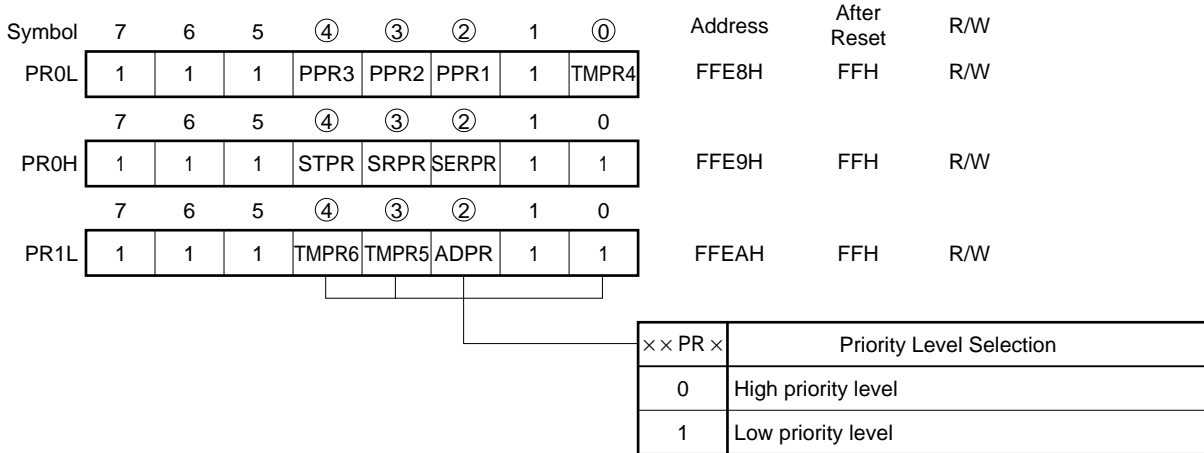 Symbol 7 6 5 ④ ③ ② 1 ⓪ Address After Reset R/W
PR0L 1 1 1 PPR3 PPR2 PPR1 1 TMPR4 FFE8H FFH R/W
7 6 5 ④ ③ ② 1 0
PR0H 1 1 1 STPR SRPR SERPR 1 1 FFE9H FFH R/W
7 6 5 ④ ③ ② 1 0
PR1L 1 1 1 TMPR6 TMPR5 ADPR 1 1 FFEAH FFH R/W
××PR× Priority Level Selection
0 High priority level
1 Low priority level